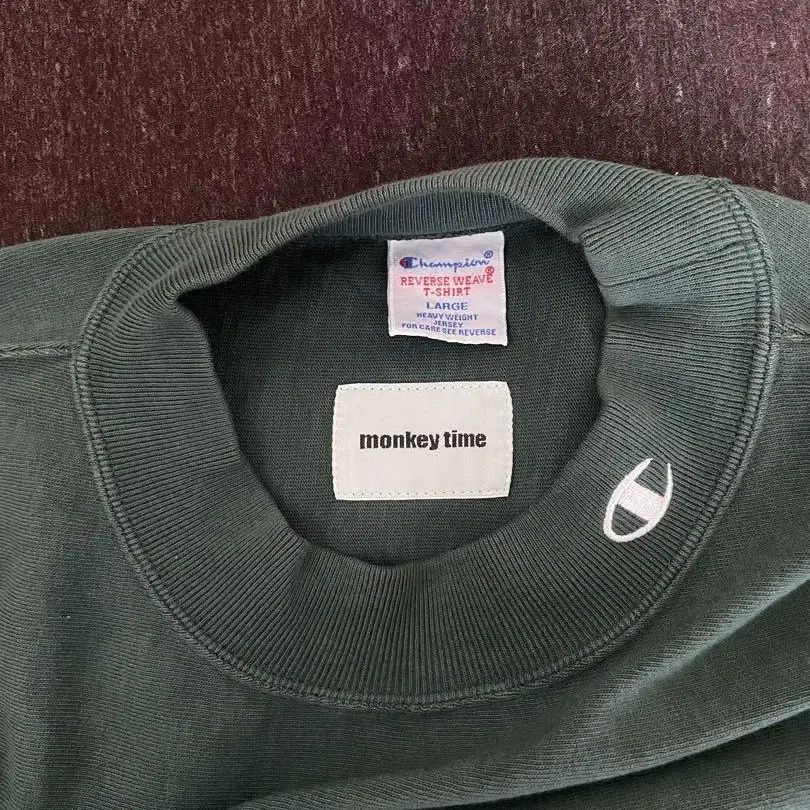 Champion®
REVERSE WEAVE®
T-SHIRT
LARGE
HEAVY WEIGHT
JERSEY
FOR CARE SEE REVERSE
monkey time